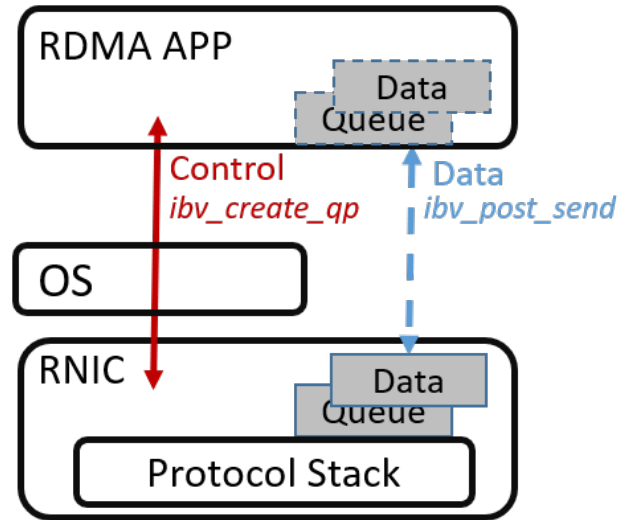 RDMA APP
Data
Queue
Control
ibv_create_qp
Data
ibv_post_send
OS
RNIC
Data
Queue
Protocol Stack